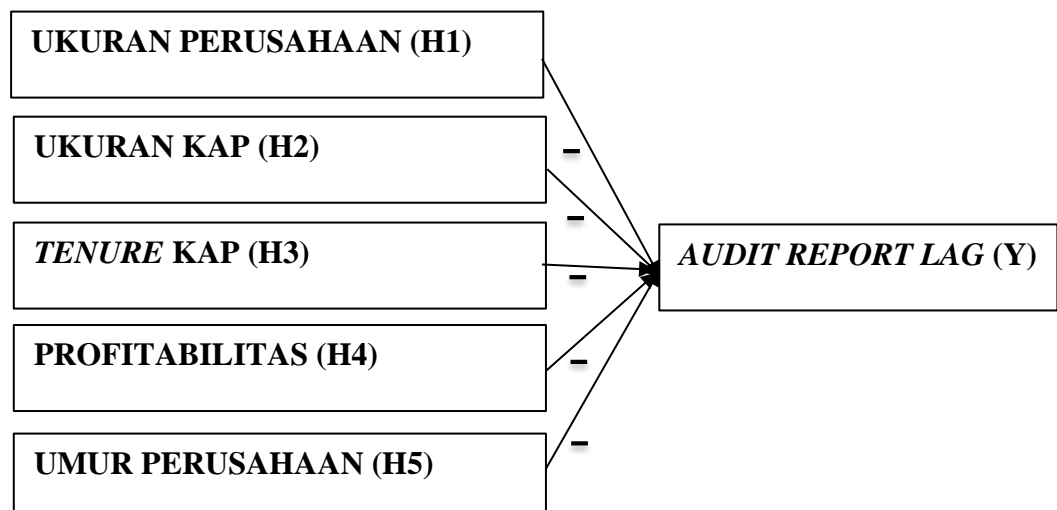 UKURAN PERUSAHAAN (H1)
UKURAN KAP (H2)
TENURE KAP (H3)
PROFITABILITAS (H4)
UMUR PERUSAHAAN (H5)
–
–
–
–
–
AUDIT REPORT LAG (Y)